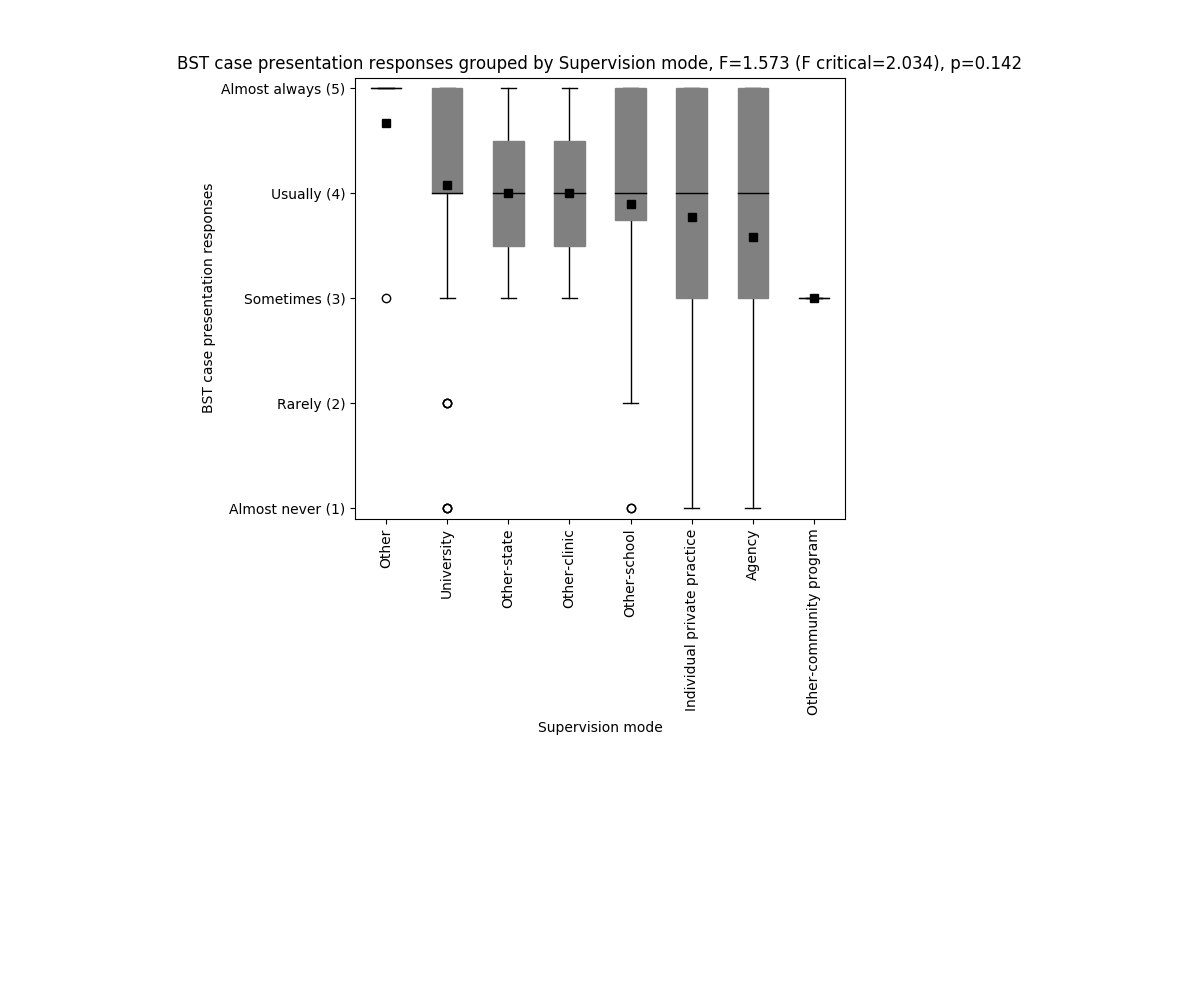 BST case presentation responses grouped by Supervision mode, F=1.573 (F critical=2.034), p=0.142
Almost always (5)
Usually (4)
Sometimes (3)
Rarely (2)
Almost never (1)
BST case presentation responses
Other
University
Other-state
Other-clinic
Other-school
Individual private practice
Agency
Other-community program
Supervision mode